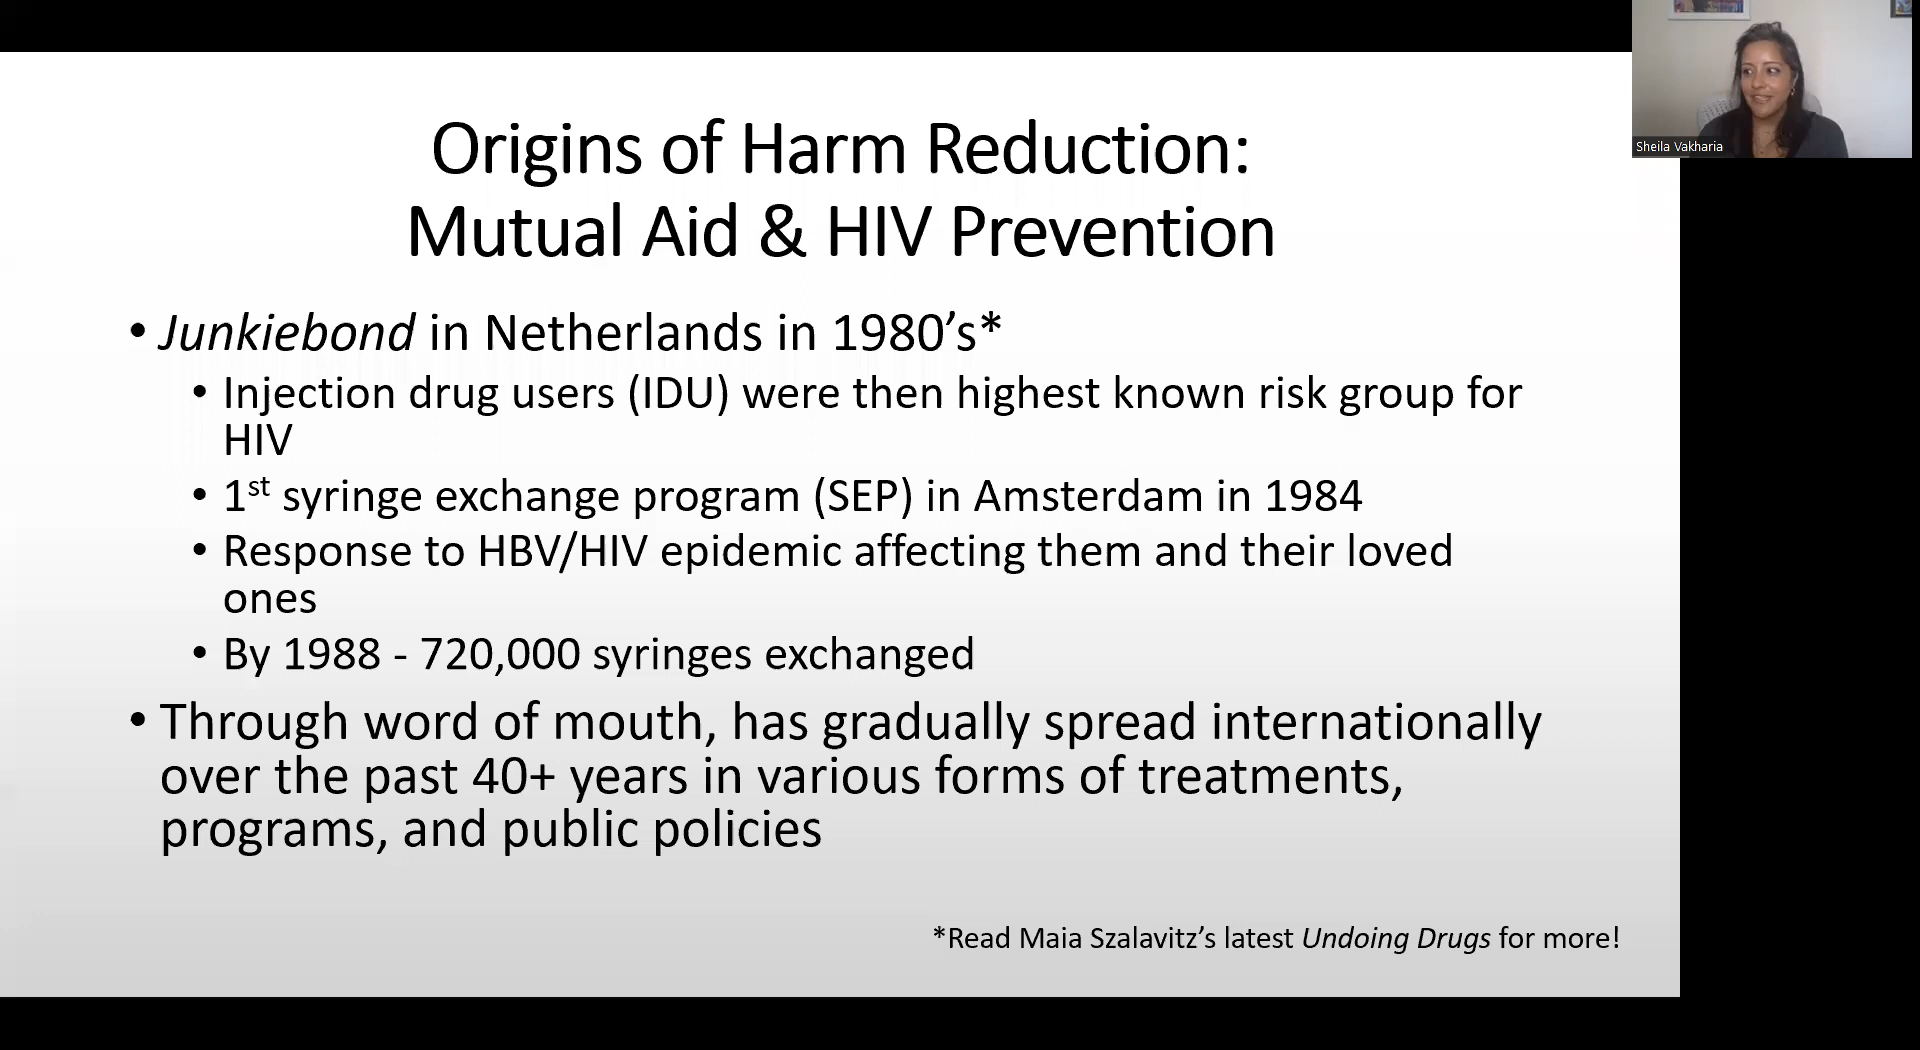 Origins of Harm Reduction:
Mutual Aid & HIV Prevention
• Junkiebond in Netherlands in 1980’s*
• Injection drug users (IDU) were then highest known risk group for
HIV
• 1st syringe exchange program (SEP) in Amsterdam in 1984
• Response to HBV/HIV epidemic affecting them and their loved
ones
• By 1988 - 720,000 syringes exchanged
• Through word of mouth, has gradually spread internationally
over the past 40+ years in various forms of treatments,
programs, and public policies
*Read Maia Szalavitz’s latest Undoing Drugs for more!
Sheila Vakharia